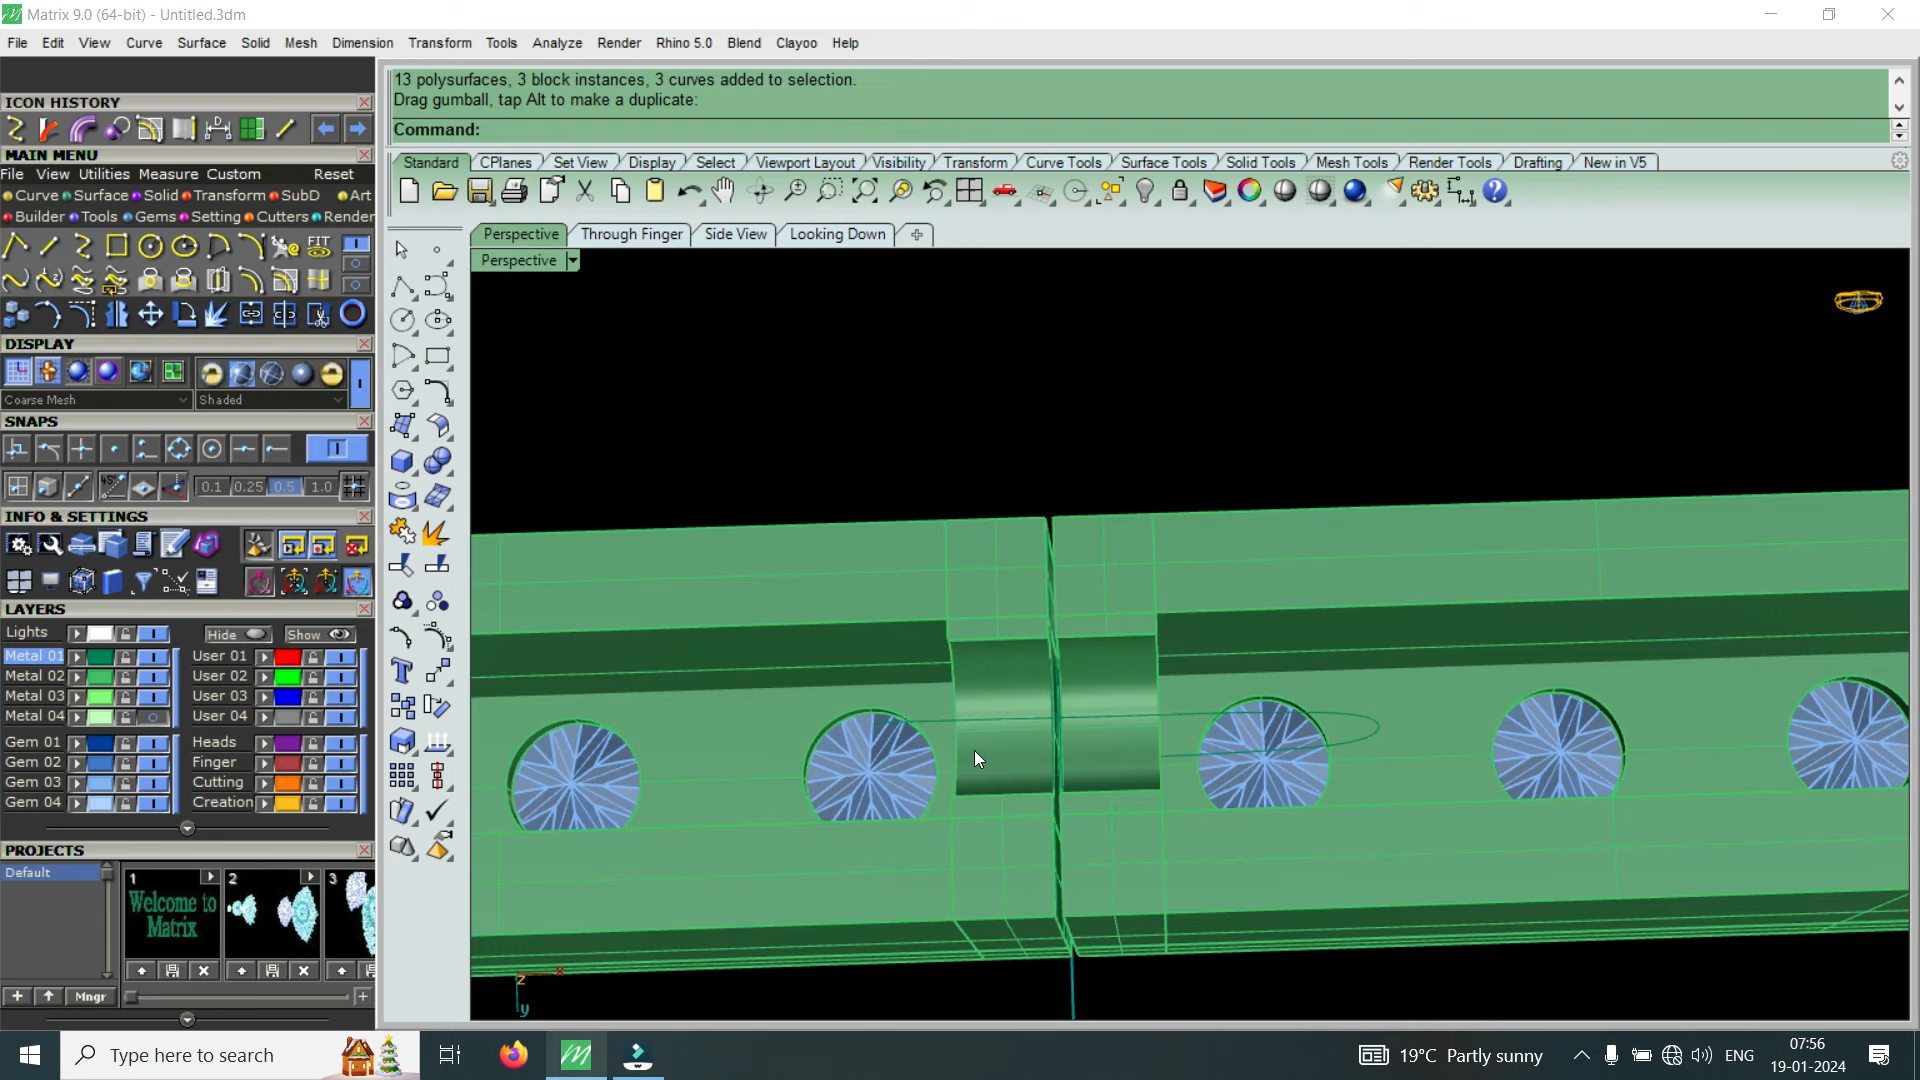 Matrix 9.0 (64-bit) - Untitled.3dm
File Edit View Curve Surface Solid Mesh Dimension Transform Tools Analyze Render Rhino 5.0 Blend Clayoo Help
13 polysurfaces, 3 block instances, 3 curves added to selection.
Drag gumball, tap Alt to make a duplicate:
Command:
ICON HISTORY
MAIN MENU
File View Utilities Measure Custom Reset
Curve Surface Solid Transform SubD Art
Builder Tools Gems Setting Cutters Render
FIT
DISPLAY
Coarse Mesh Shaded
SNAPS
45°
0.1 0.25 0.5 1.0
INFO & SETTINGS
LAYERS
Lights Hide Show
Metal 01 User 01
Metal 02 User 02
Metal 03 User 03
Metal 04 User 04
Gem 01 Heads
Gem 02 Finger
Gem 03 Cutting
Gem 04 Creation
PROJECTS
Default
1 2 3
Welcome to Matrix
Mngr
Standard CPlanes Set View Display Select Viewport Layout Visibility Transform Curve Tools Surface Tools Solid Tools Mesh Tools Render Tools Drafting New in V5
Perspective Through Finger Side View Looking Down
Perspective
z x
y
Type here to search
19°C Partly sunny
ENG
07:56
19-01-2024